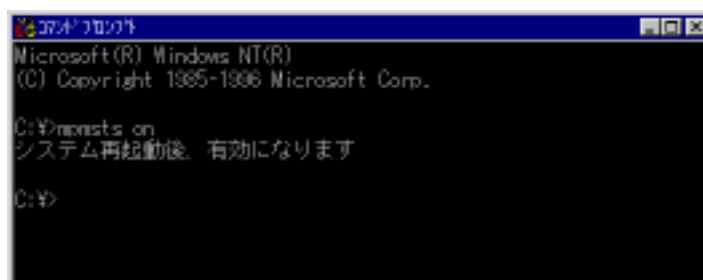 コマンド プロンプト
Microsoft(R) Windows NT(R)
(C) Copyright 1985-1996 Microsoft Corp.
C:¥>mpmsts on
システム再起動後、有効になります
C:¥>